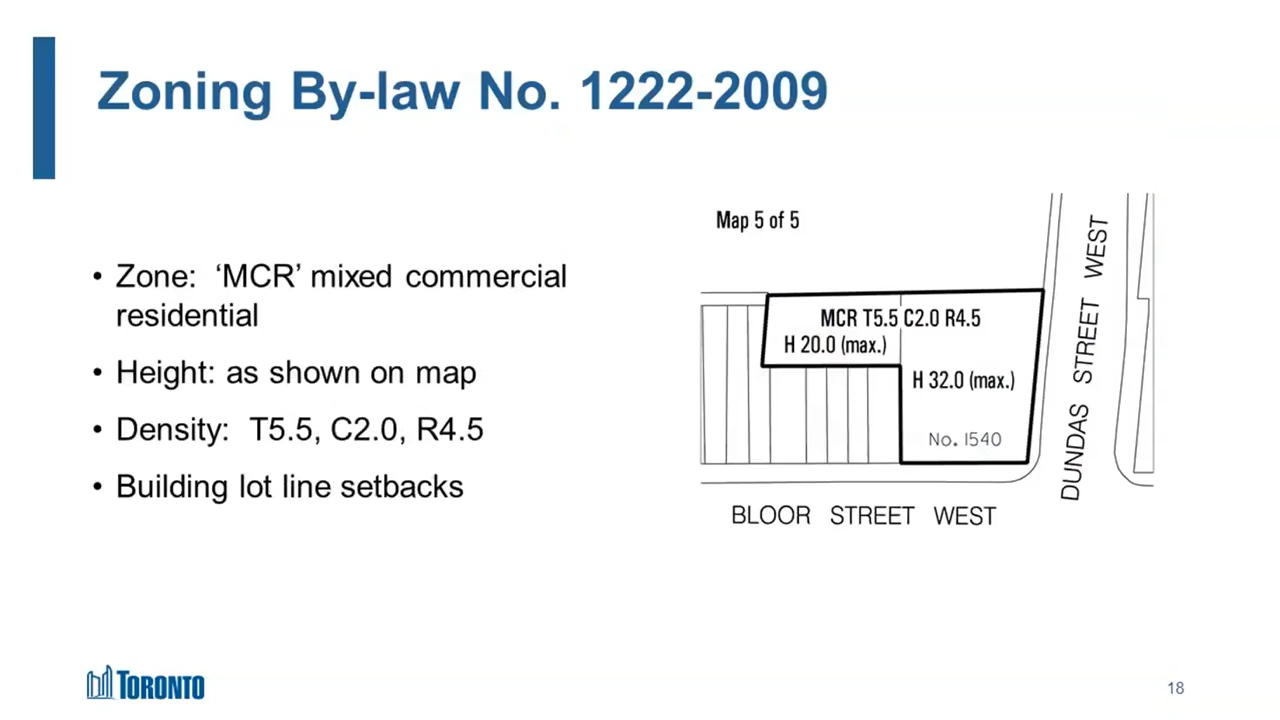 Zoning By-law No. 1222-2009
• Zone: ‘MCR’ mixed commercial
residential
• Height: as shown on map
• Density: T5.5, C2.0, R4.5
• Building lot line setbacks
Map 5 of 5
MCR T5.5 C2.0 R4.5
H 20.0 (max.)
H 32.0 (max.)
No. 1540
BLOOR STREET WEST
DUNDAS STREET WEST
TORONTO
18